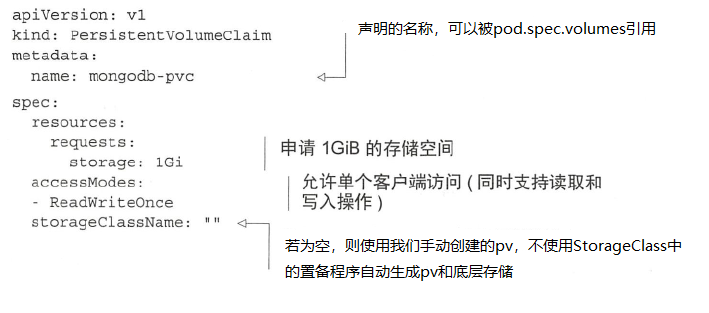 apiVersion: v1
kind: PersistentVolumeClaim
metadata:
  name: mongodb-pvc
声明的名称，可以被pod.spec.volumes引用
spec:
  resources:
    requests:
      storage: 1Gi
申请 1GiB 的存储空间
  accessModes:
  - ReadWriteOnce
允许单个客户端访问 ( 同时支持读取和
写入操作 )
  storageClassName: ""
若为空，则使用我们手动创建的pv，不使用StorageClass中
的置备程序自动生成pv和底层存储